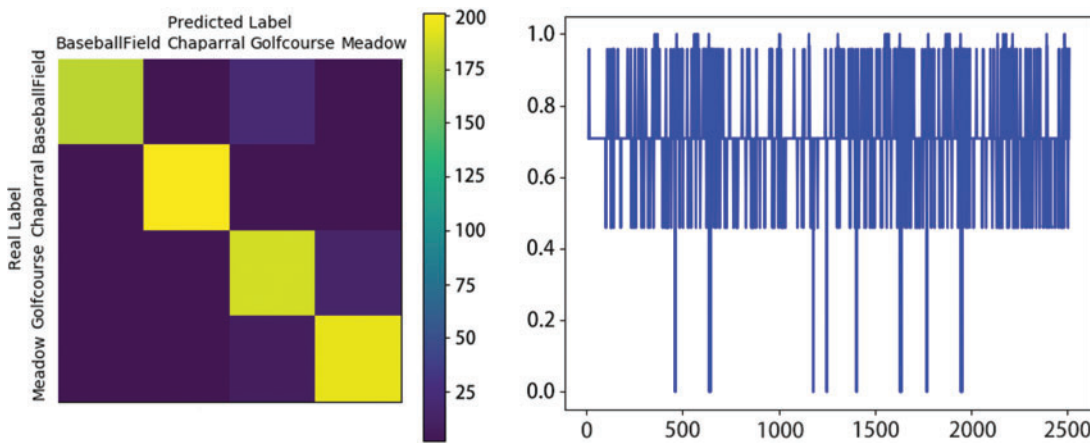 Predicted Label
BaseballField Chaparral Golfcourse Meadow
Real Label
Meadow Golfcourse Chaparral BaseballField
200
175
150
125
100
75
50
25
1.0
0.8
0.6
0.4
0.2
0.0
0 500 1000 1500 2000 2500